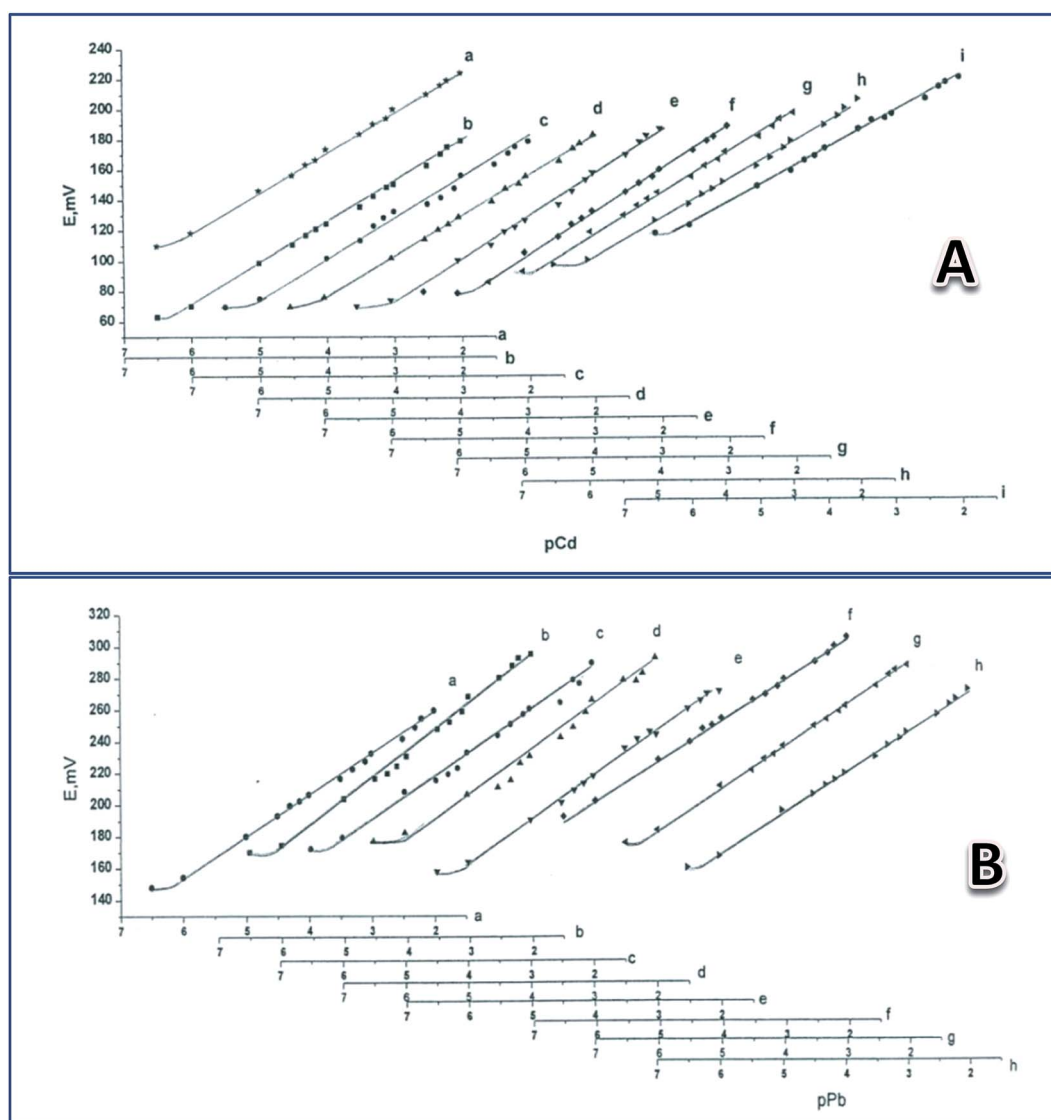 240
220
200
180
160
140
120
100
80
60
E,mV
a
b
c
d
e
f
g
h
i
A
7 6 5 4 3 2 a
7 6 5 4 3 2 b
7 6 5 4 3 2 c
7 6 5 4 3 2 d
7 6 5 4 3 2 e
7 6 5 4 3 2 f
7 6 5 4 3 2 g
7 6 5 4 3 2 h
7 6 5 4 3 2 i
pCd
320
300
280
260
240
220
200
180
160
140
E,mV
a
b
c
d
e
f
g
h
B
7 6 5 4 3 2 a
7 6 5 4 3 2 b
7 6 5 4 3 2 c
7 6 5 4 3 2 d
7 6 5 4 3 2 e
7 6 5 4 3 2 f
7 6 5 4 3 2 g
7 6 5 4 3 2 h
pPb